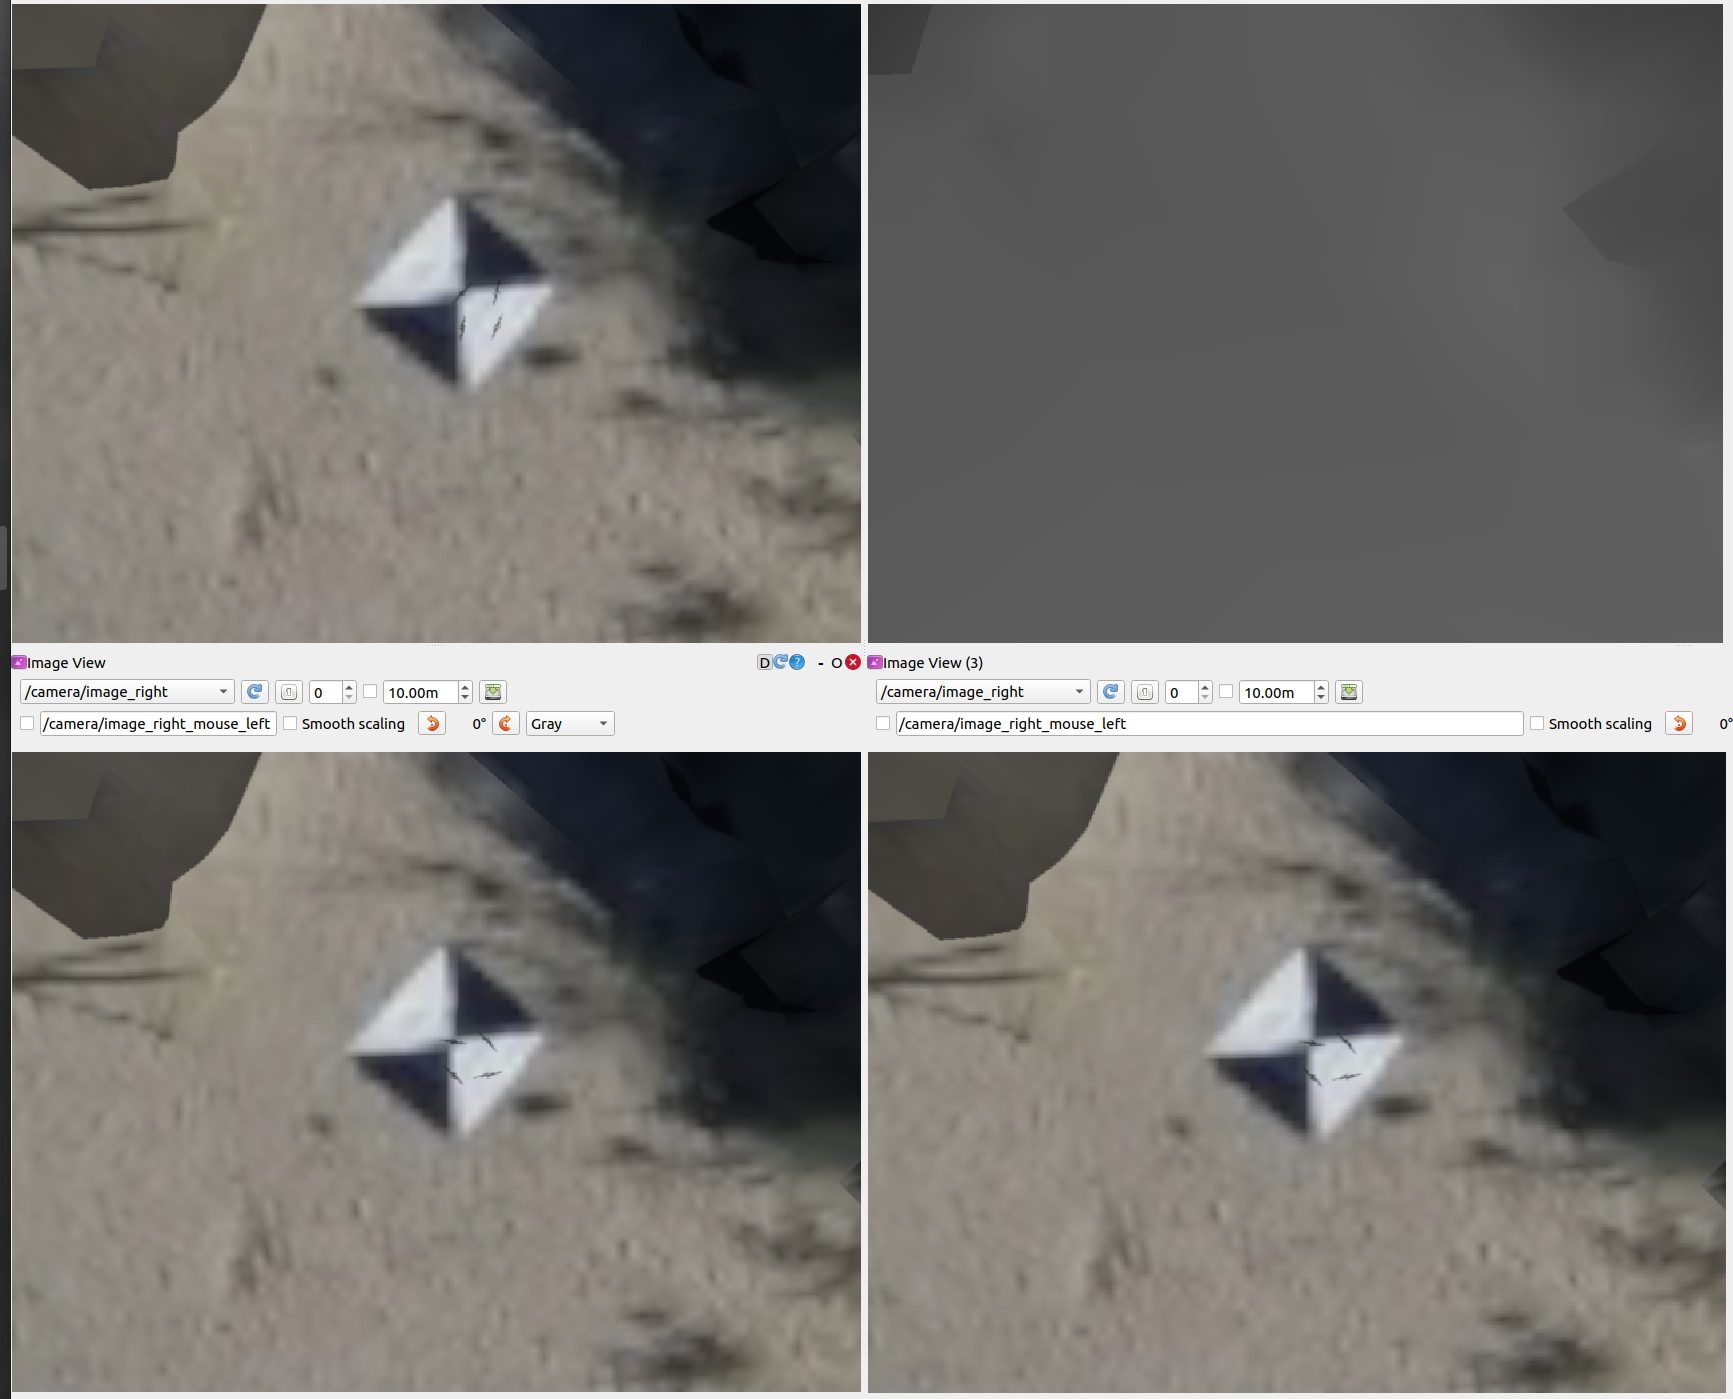 Image View
D ? - O
Image View (3)
/camera/image_right
0
10.00m
/camera/image_right
0
10.00m
/camera/image_right_mouse_left
Smooth scaling
0°
Gray
/camera/image_right_mouse_left
Smooth scaling
0°